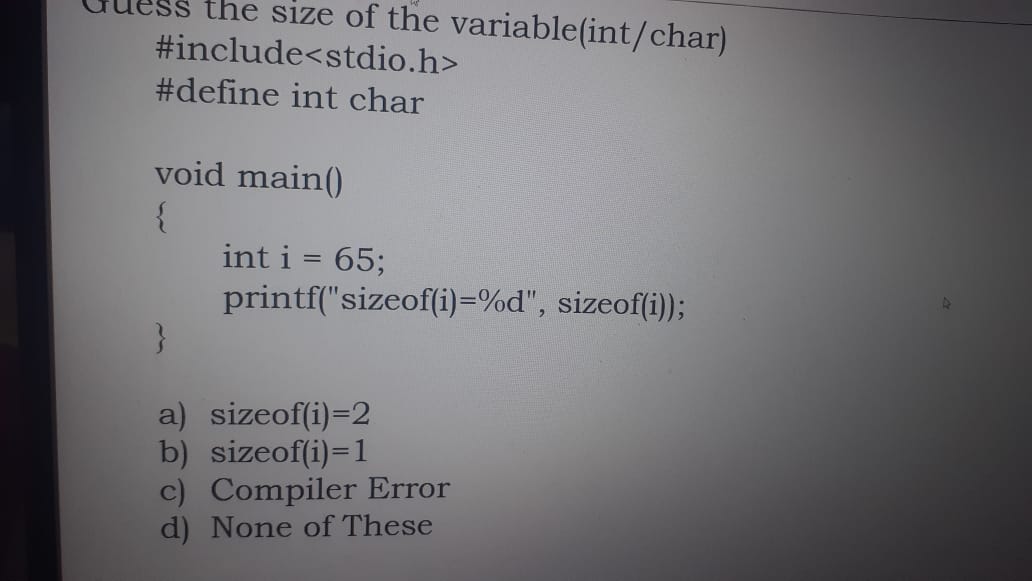 Guess the size of the variable(int/char)
#include<stdio.h>
#define int char
void main()
{
int i = 65;
printf("sizeof(i)=%d", sizeof(i));
}
a) sizeof(i)=2
b) sizeof(i)=1
c) Compiler Error
d) None of These